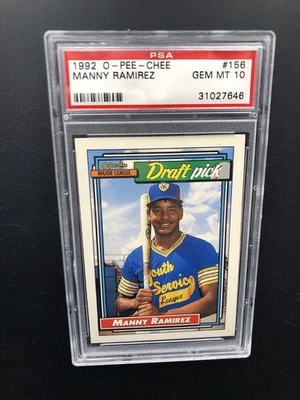 PSA
1992 O-PEE-CHEE #156
MANNY RAMIREZ GEM MT 10
31027646
MAJOR LEAGUE
Draft pick
Youth
Service
League
MANNY RAMIREZ